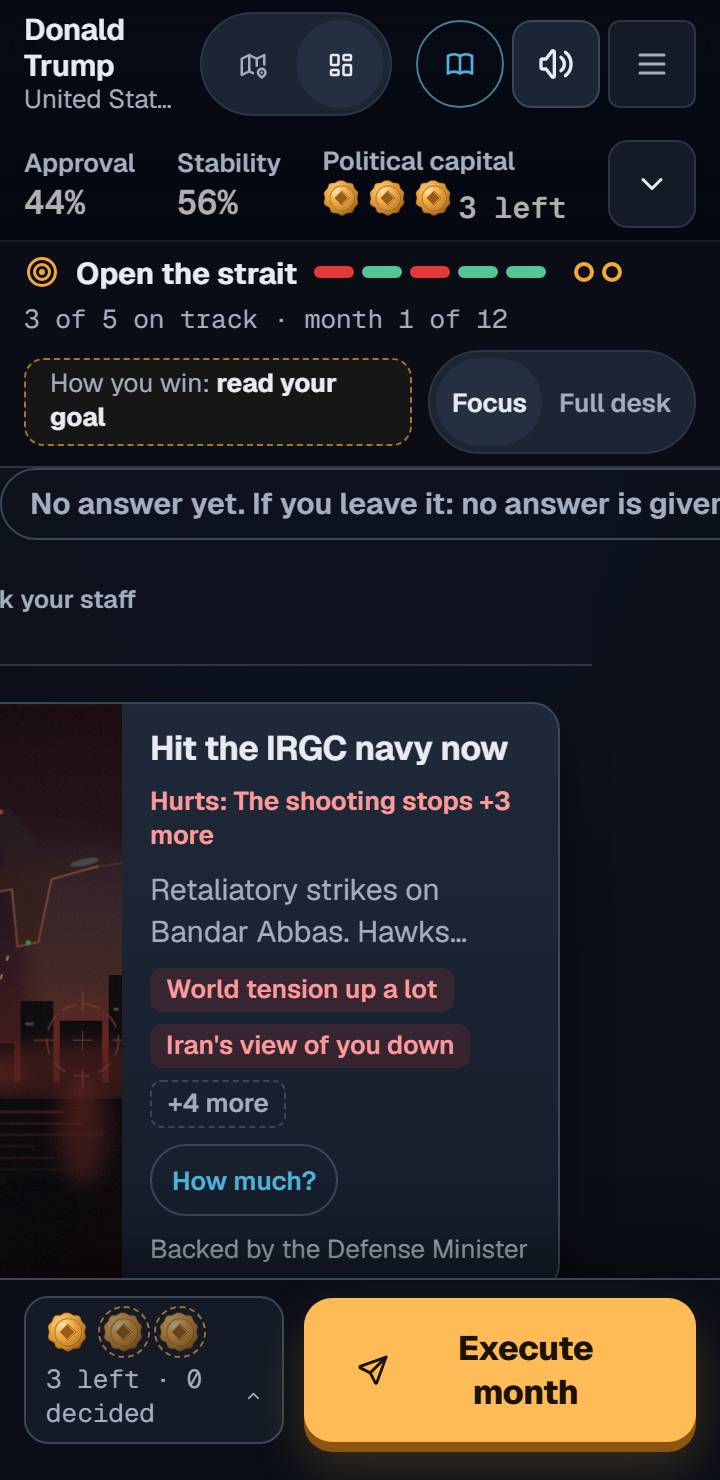 Donald
Trump
United Stat...
Approval
44%
Stability
56%
Political capital
3 left
Open the strait
3 of 5 on track · month 1 of 12
How you win: read your
goal
Focus
Full desk
No answer yet. If you leave it: no answer is given
k your staff
Hit the IRGC navy now
Hurts: The shooting stops +3
more
Retaliatory strikes on
Bandar Abbas. Hawks...
World tension up a lot
Iran's view of you down
+4 more
How much?
Backed by the Defense Minister
3 left · 0
decided
Execute
month